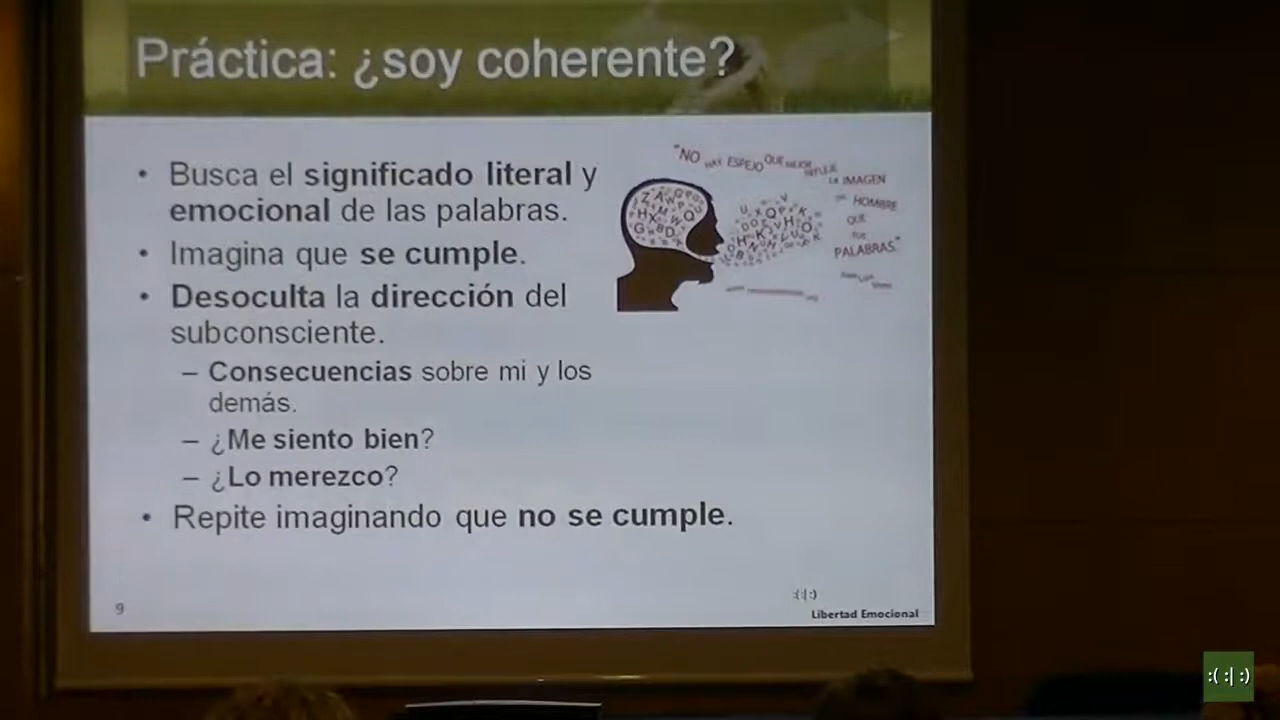 Práctica: ¿soy coherente?
• Busca el significado literal y
emocional de las palabras.
• Imagina que se cumple.
• Desoculta la dirección del
subconsciente.
– Consecuencias sobre mi y los
demás.
– ¿Me siento bien?
– ¿Lo merezco?
• Repite imaginando que no se cumple.
"NO HAY ESPEJO QUE MEJOR REFLEJE
LA IMAGEN
HOMBRE
QUE
SUS
PALABRAS."
9
:(:|:)
Libertad Emocional
:( :| :)